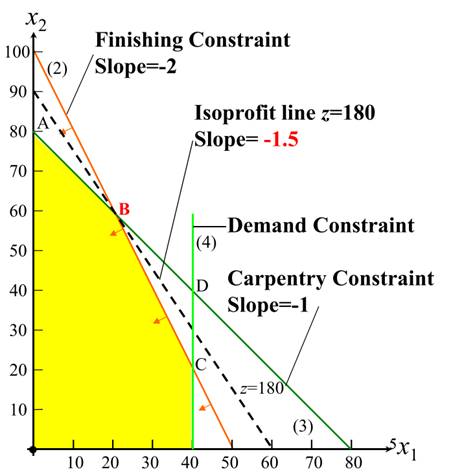 x2
100
(2)
Finishing Constraint
Slope=-2
90
Isoprofit line z=180
Slope= -1.5
80
A
70
60
B
50
(4)
Demand Constraint
40
D
Carpentry Constraint
Slope=-1
30
20
C
z=180
10
(3)
10 20 30 40 50 60 70 80
5x1